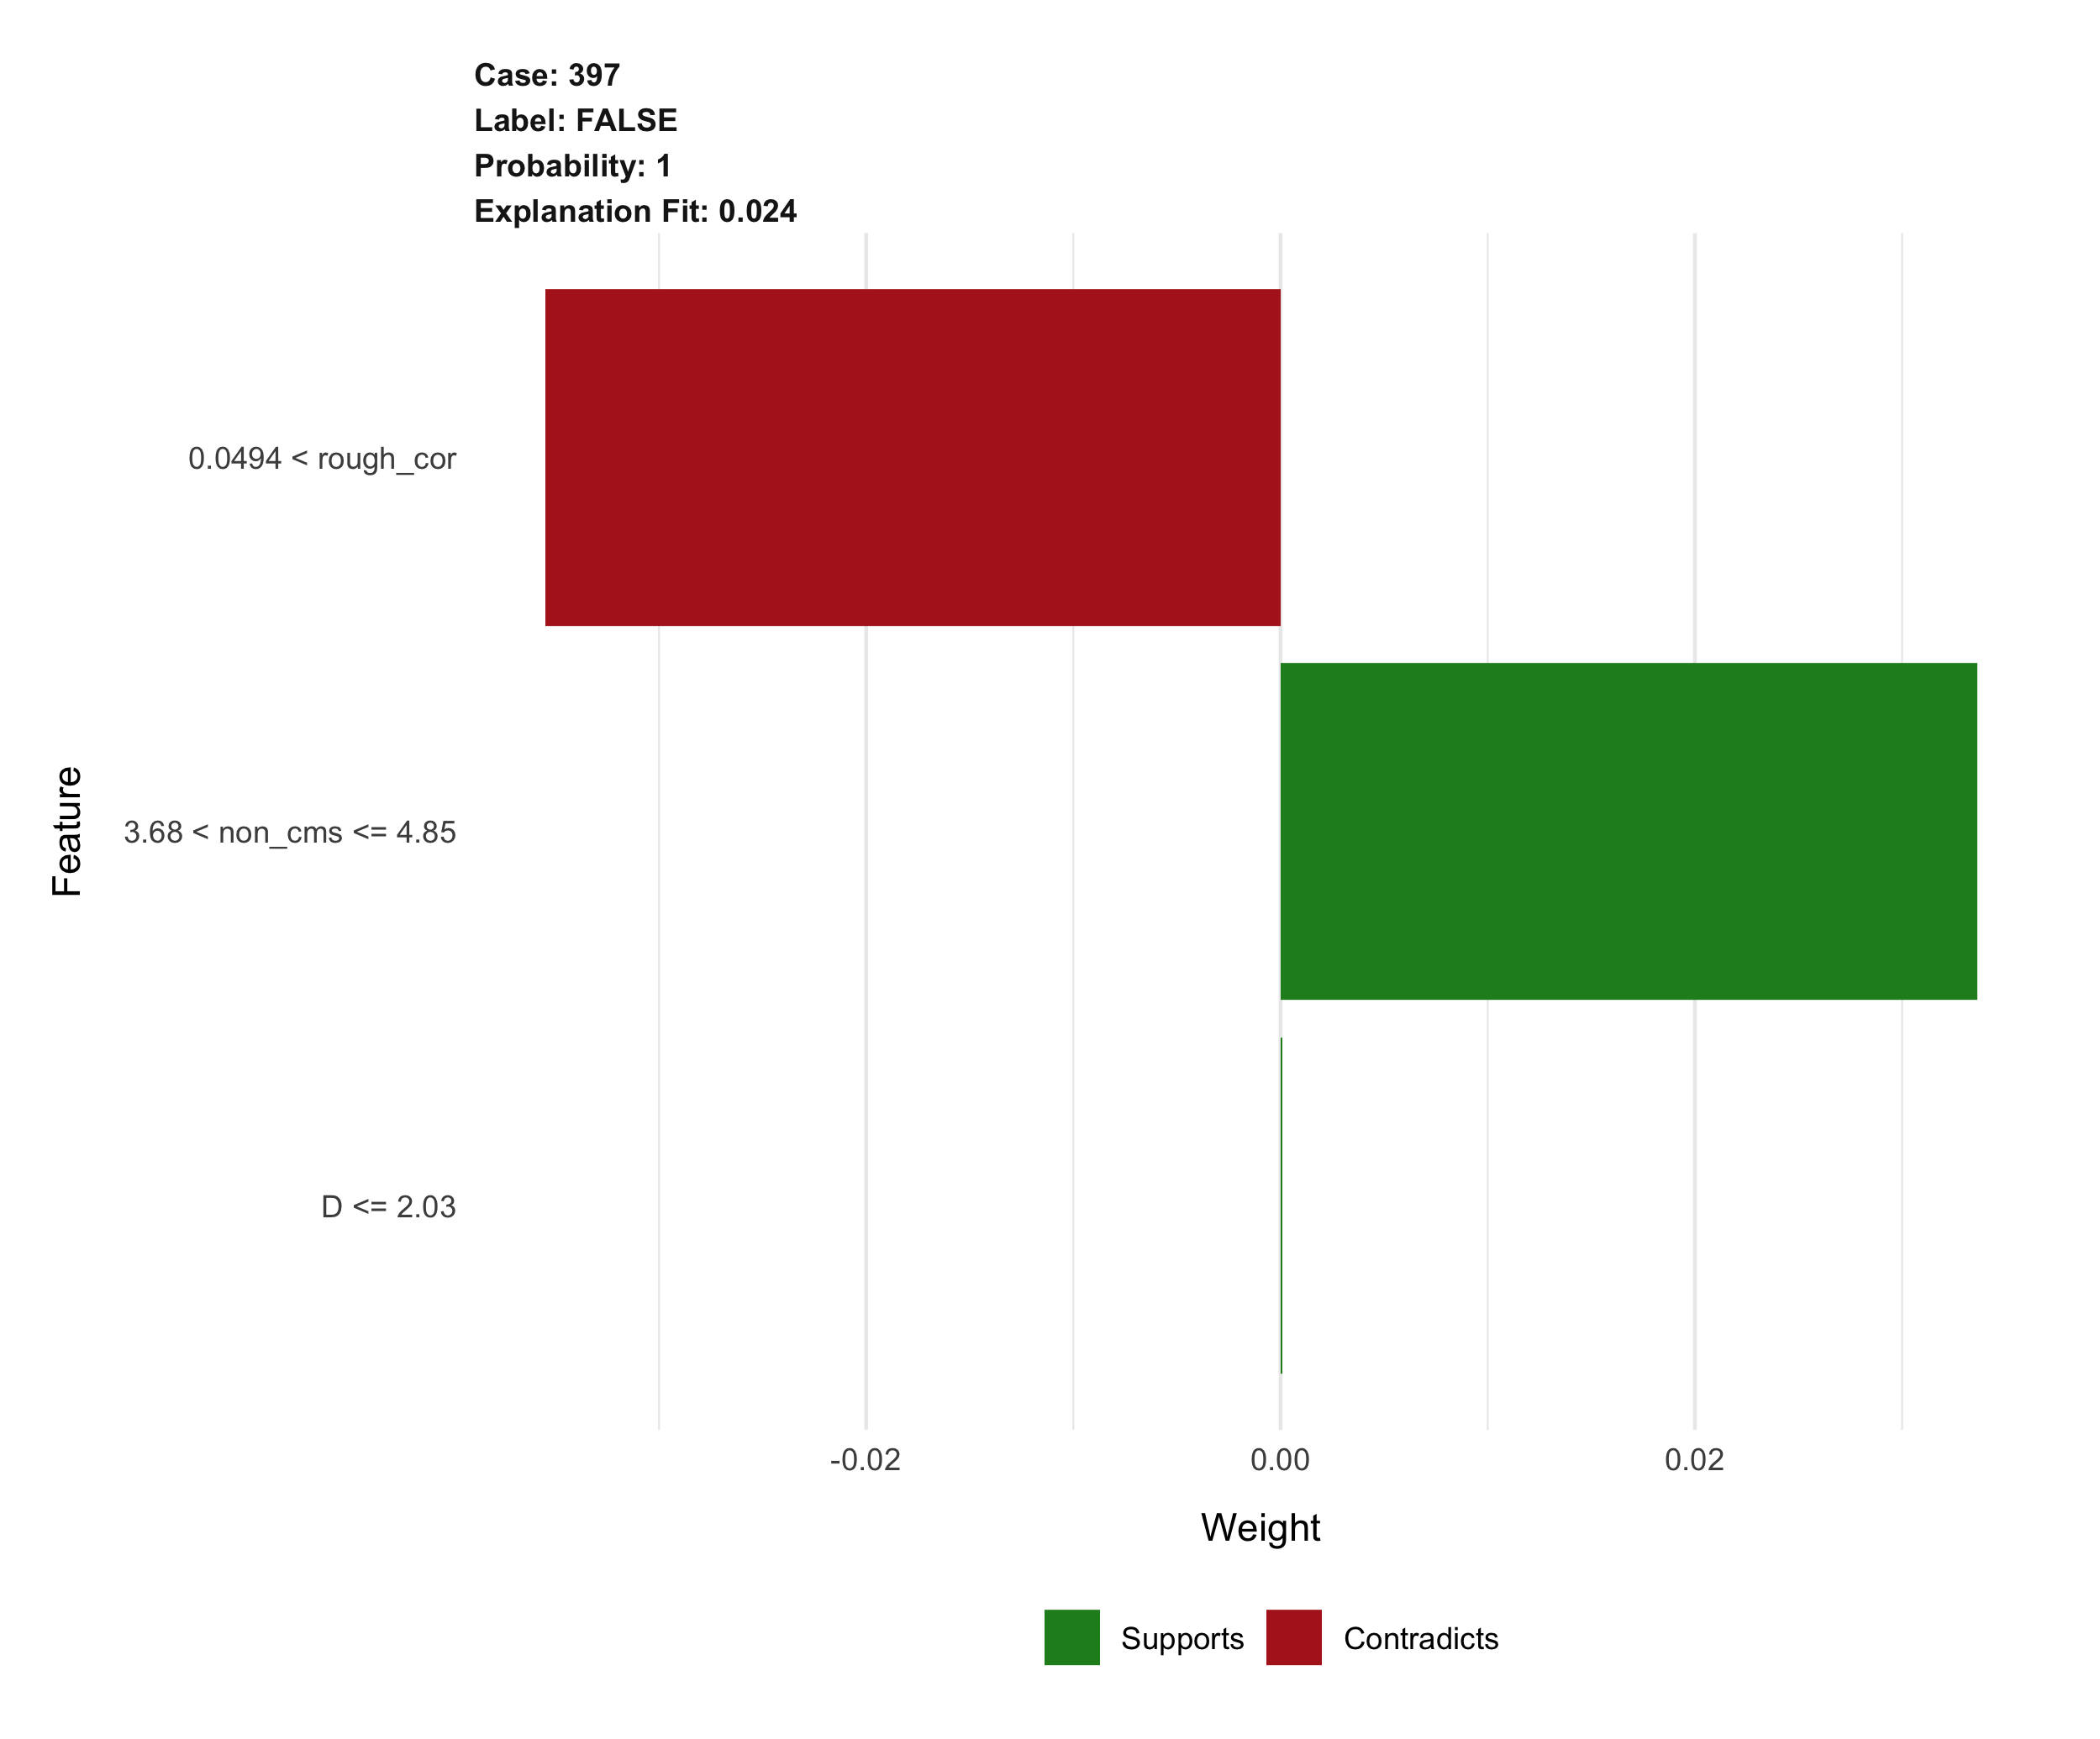 Case: 397
Label: FALSE
Probability: 1
Explanation Fit: 0.024
Feature
0.0494 < rough_cor
3.68 < non_cms <= 4.85
D <= 2.03
-0.02
0.00
0.02
Weight
Supports
Contradicts